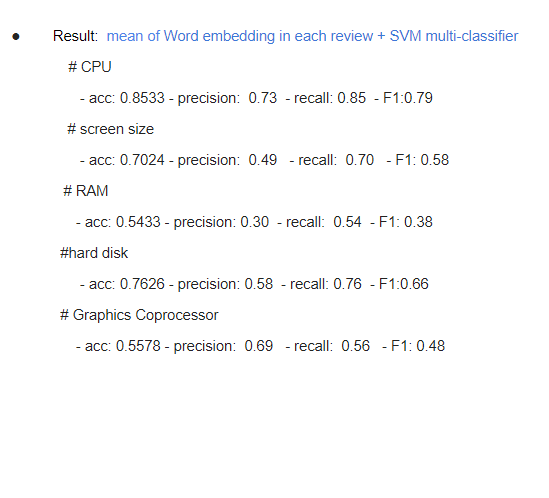 ● Result: mean of Word embedding in each review + SVM multi-classifier
# CPU
- acc: 0.8533 - precision: 0.73 - recall: 0.85 - F1:0.79
# screen size
- acc: 0.7024 - precision: 0.49 - recall: 0.70 - F1: 0.58
# RAM
- acc: 0.5433 - precision: 0.30 - recall: 0.54 - F1: 0.38
#hard disk
- acc: 0.7626 - precision: 0.58 - recall: 0.76 - F1:0.66
# Graphics Coprocessor
- acc: 0.5578 - precision: 0.69 - recall: 0.56 - F1: 0.48